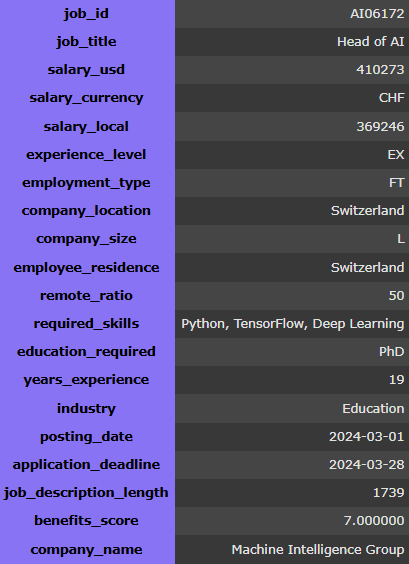 job_id AI06172
job_title Head of AI
salary_usd 410273
salary_currency CHF
salary_local 369246
experience_level EX
employment_type FT
company_location Switzerland
company_size L
employee_residence Switzerland
remote_ratio 50
required_skills Python, TensorFlow, Deep Learning
education_required PhD
years_experience 19
industry Education
posting_date 2024-03-01
application_deadline 2024-03-28
job_description_length 1739
benefits_score 7.000000
company_name Machine Intelligence Group